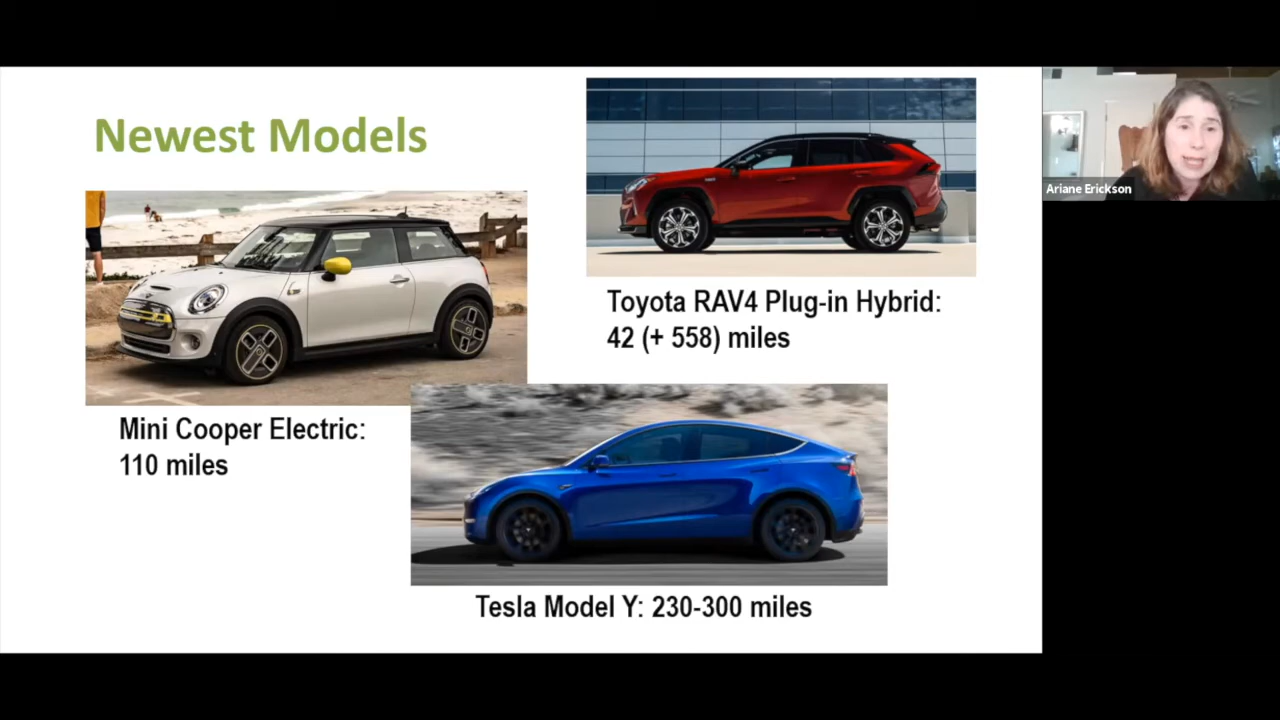 Newest Models
Toyota RAV4 Plug-in Hybrid:
42 (+ 558) miles
Mini Cooper Electric:
110 miles
Tesla Model Y: 230-300 miles
Ariane Erickson